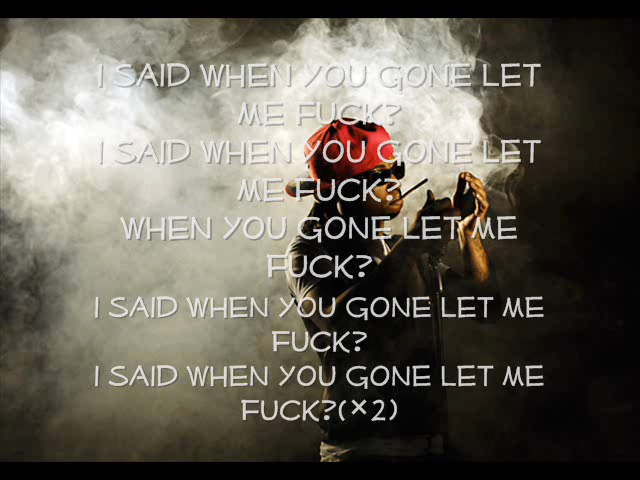 I SAID WHEN YOU GONE LET
ME FUCK?
I SAID WHEN YOU GONE LET
ME FUCK?
WHEN YOU GONE LET ME
FUCK?
I SAID WHEN YOU GONE LET ME
FUCK?
I SAID WHEN YOU GONE LET ME
FUCK?(×2)